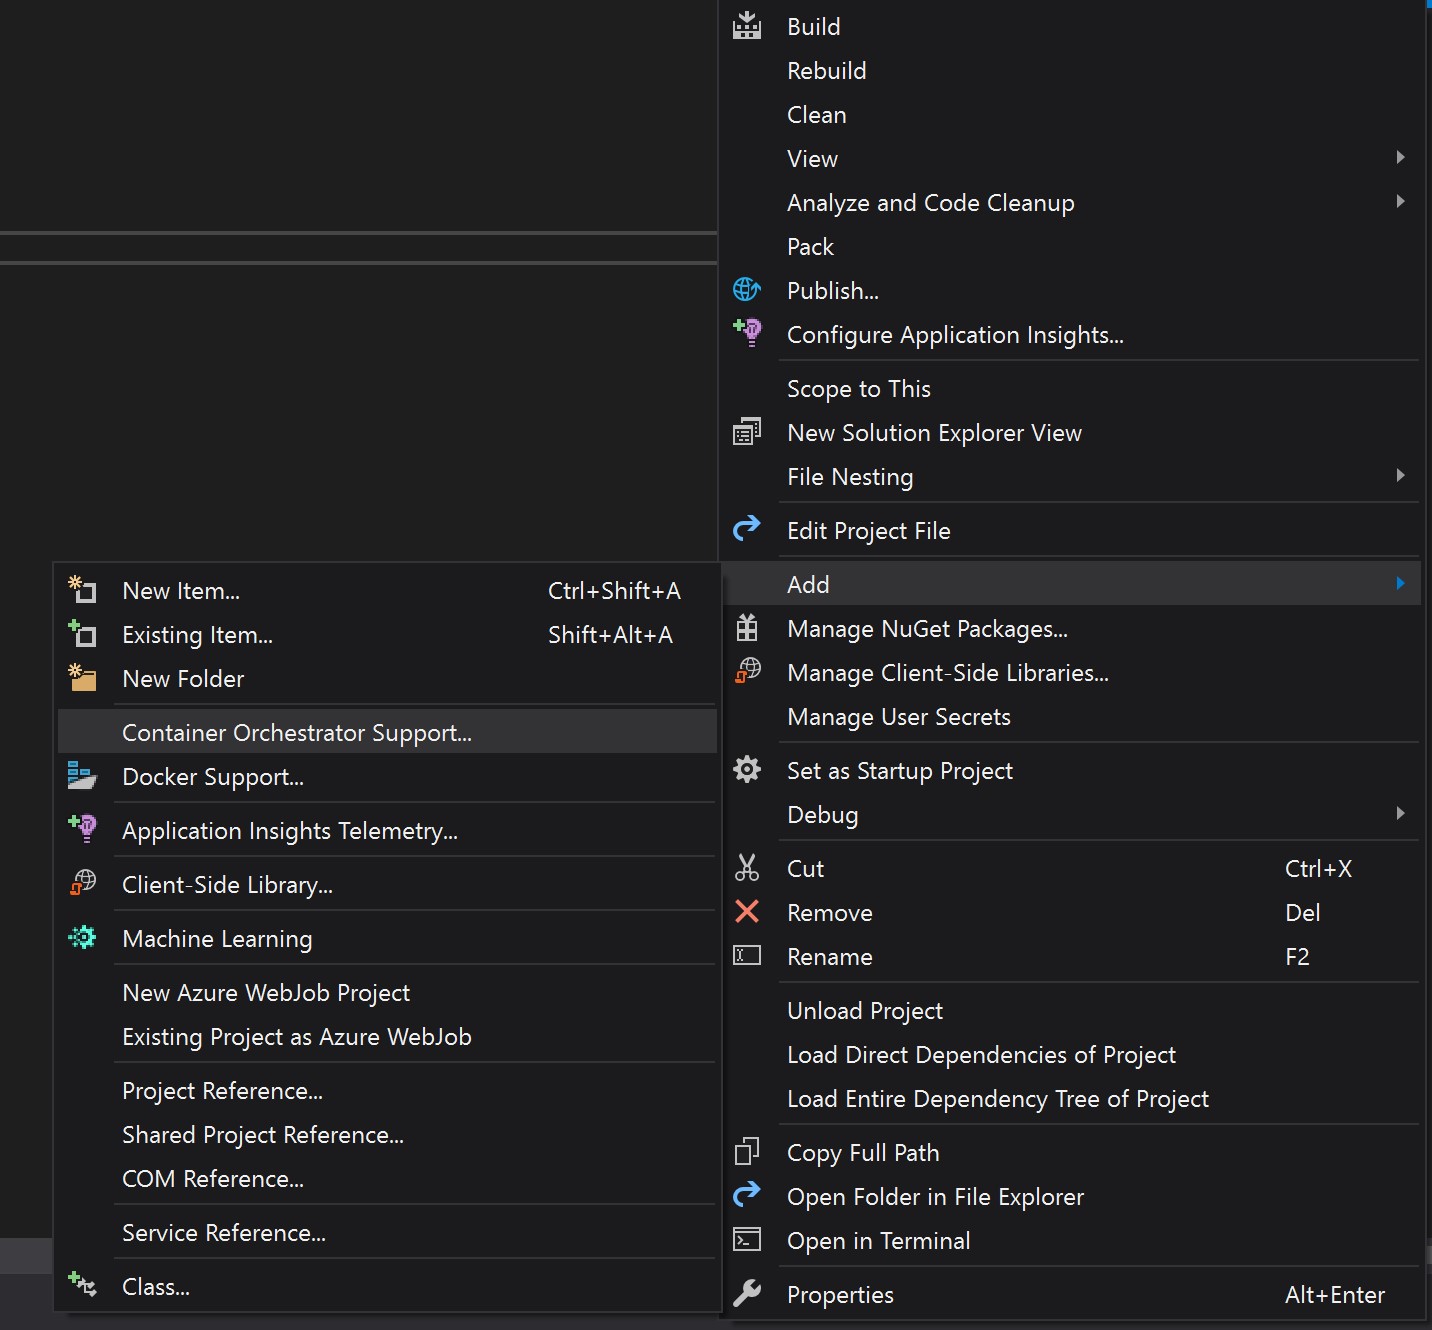 Build
Rebuild
Clean
View
Analyze and Code Cleanup
Pack
Publish...
Configure Application Insights...
Scope to This
New Solution Explorer View
File Nesting
Edit Project File
Add
Manage NuGet Packages...
Manage Client-Side Libraries...
Manage User Secrets
Set as Startup Project
Debug
Cut Ctrl+X
Remove Del
Rename F2
Unload Project
Load Direct Dependencies of Project
Load Entire Dependency Tree of Project
Copy Full Path
Open Folder in File Explorer
Open in Terminal
Properties Alt+Enter
New Item... Ctrl+Shift+A
Existing Item... Shift+Alt+A
New Folder
Container Orchestrator Support...
Docker Support...
Application Insights Telemetry...
Client-Side Library...
Machine Learning
New Azure WebJob Project
Existing Project as Azure WebJob
Project Reference...
Shared Project Reference...
COM Reference...
Service Reference...
Class...